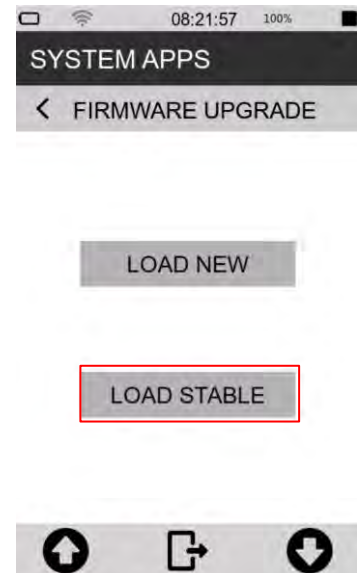 08:21:57 100%
SYSTEM APPS
FIRMWARE UPGRADE
LOAD NEW
LOAD STABLE